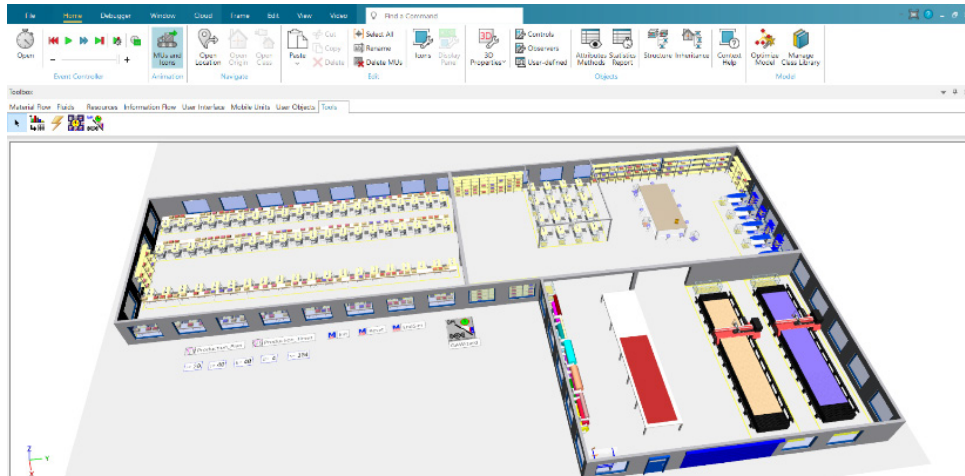 File Home Debugger Window Cloud Frame Edit View Video Find a Command
Open
Event Controller
MUs and Icons
Animation
Open Location
Open Origin
Open Class
Navigate
Paste
Cut
Copy
Delete
Select All
Rename
Delete MUs
Edit
Icons
Display Panel
3D Properties
Controls
Observers
User-defined
Attributes Methods
Statistics Report
Structure
Inheritance
Objects
Context Help
Optimize Model
Manage Class Library
Model
Toolbox
Material Flow Fluids Resources Information Flow User Interface Mobile Units User Objects Tools
Z
Y
X